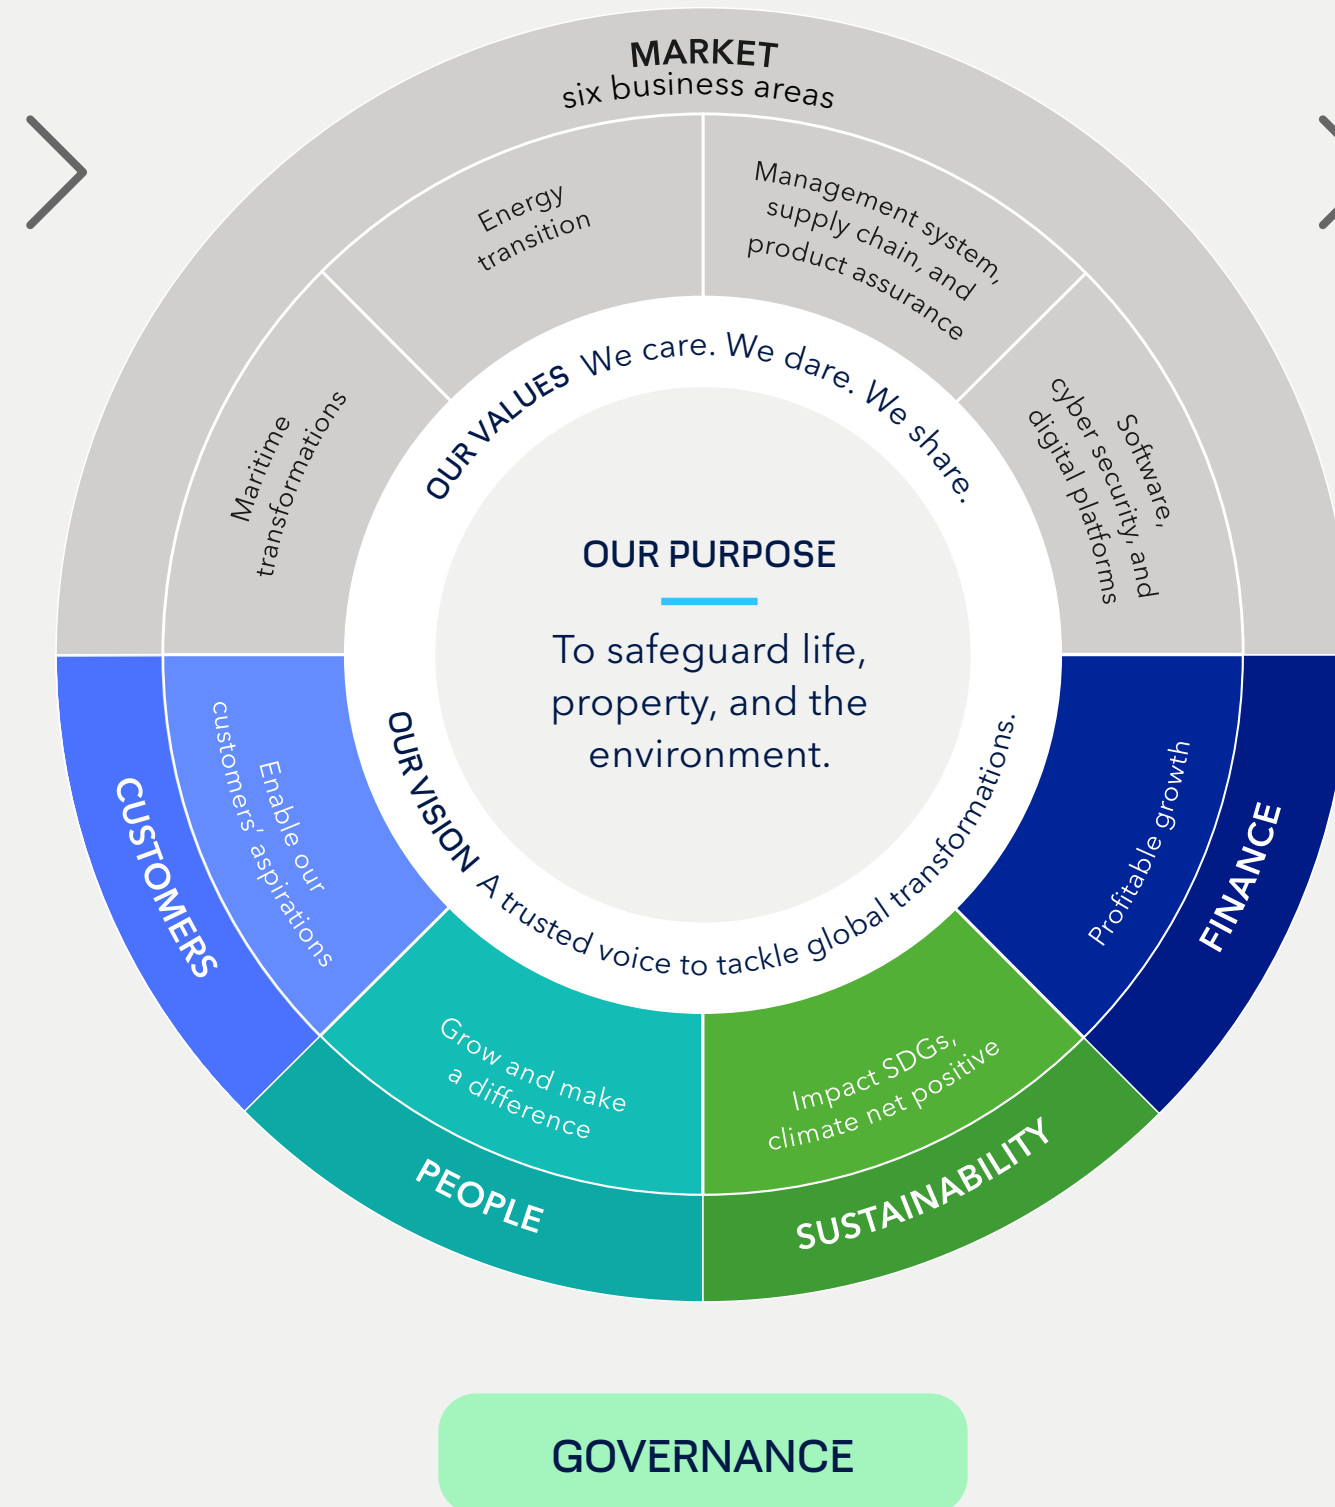 MARKET
six business areas
Energy
transition
Management system,
supply chain, and
product assurance
Maritime
transformations
Software,
cyber security, and
digital platforms
OUR VALUES We care. We dare. We share.
OUR PURPOSE
To safeguard life,
property, and the
environment.
OUR VISION A trusted voice to tackle global transformations.
CUSTOMERS
Enable our
customers’ aspirations
PEOPLE
Grow and make
a difference
SUSTAINABILITY
Impact SDGs,
climate net positive
FINANCE
Profitable growth
GOVERNANCE